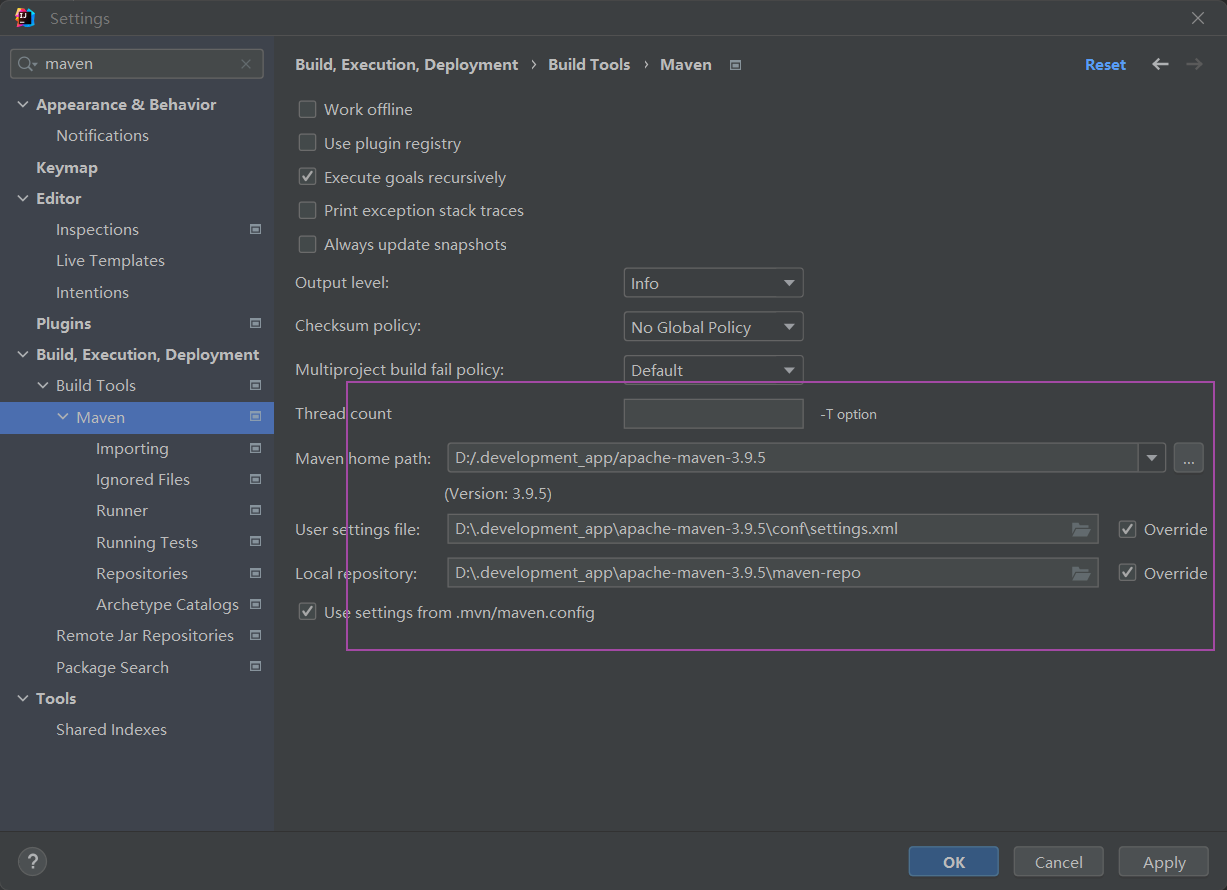 Settings
maven
Appearance & Behavior
Notifications
Keymap
Editor
Inspections
Live Templates
Intentions
Plugins
Build, Execution, Deployment
Build Tools
Maven
Importing
Ignored Files
Runner
Running Tests
Repositories
Archetype Catalogs
Remote Jar Repositories
Package Search
Tools
Shared Indexes
Build, Execution, Deployment › Build Tools › Maven
Reset
Work offline
Use plugin registry
Execute goals recursively
Print exception stack traces
Always update snapshots
Output level: Info
Checksum policy: No Global Policy
Multiproject build fail policy: Default
Thread count -T option
Maven home path: D:/.development_app/apache-maven-3.9.5 ...
(Version: 3.9.5)
User settings file: D:\.development_app\apache-maven-3.9.5\conf\settings.xml Override
Local repository: D:\.development_app\apache-maven-3.9.5\maven-repo Override
Use settings from .mvn/maven.config
? OK Cancel Apply